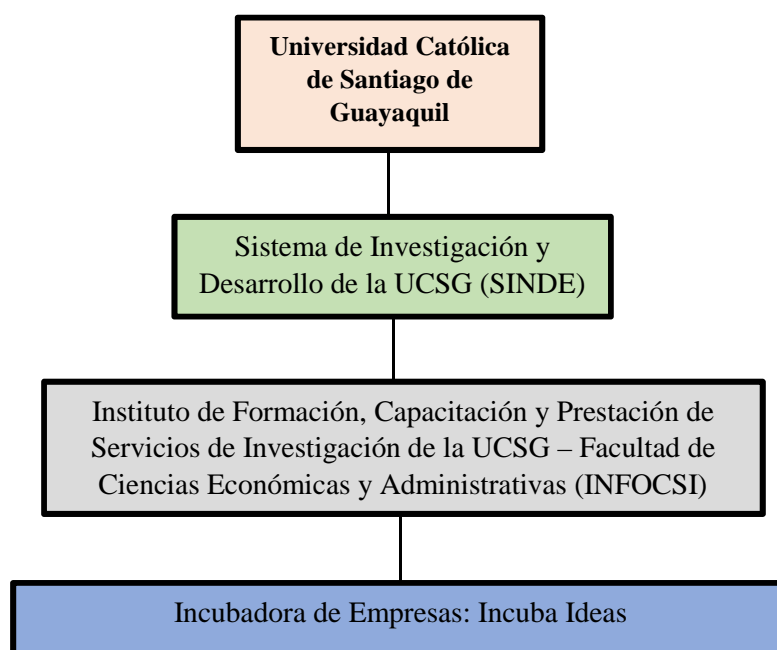 Universidad Católica
de Santiago de
Guayaquil
Sistema de Investigación y
Desarrollo de la UCSG (SINDE)
Instituto de Formación, Capacitación y Prestación de
Servicios de Investigación de la UCSG – Facultad de
Ciencias Económicas y Administrativas (INFOCSI)
Incubadora de Empresas: Incuba Ideas